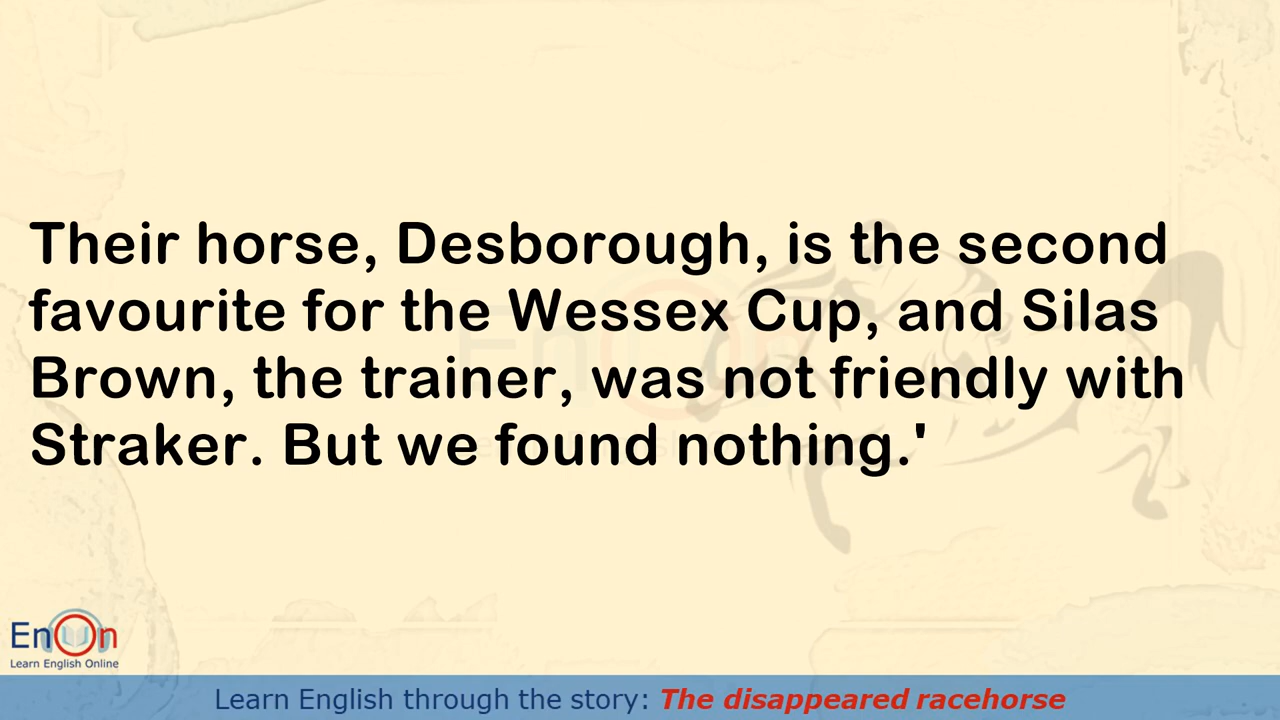 Their horse, Desborough, is the second
favourite for the Wessex Cup, and Silas
Brown, the trainer, was not friendly with
Straker. But we found nothing.'
EnOn
Learn English Online
Learn English through the story: The disappeared racehorse